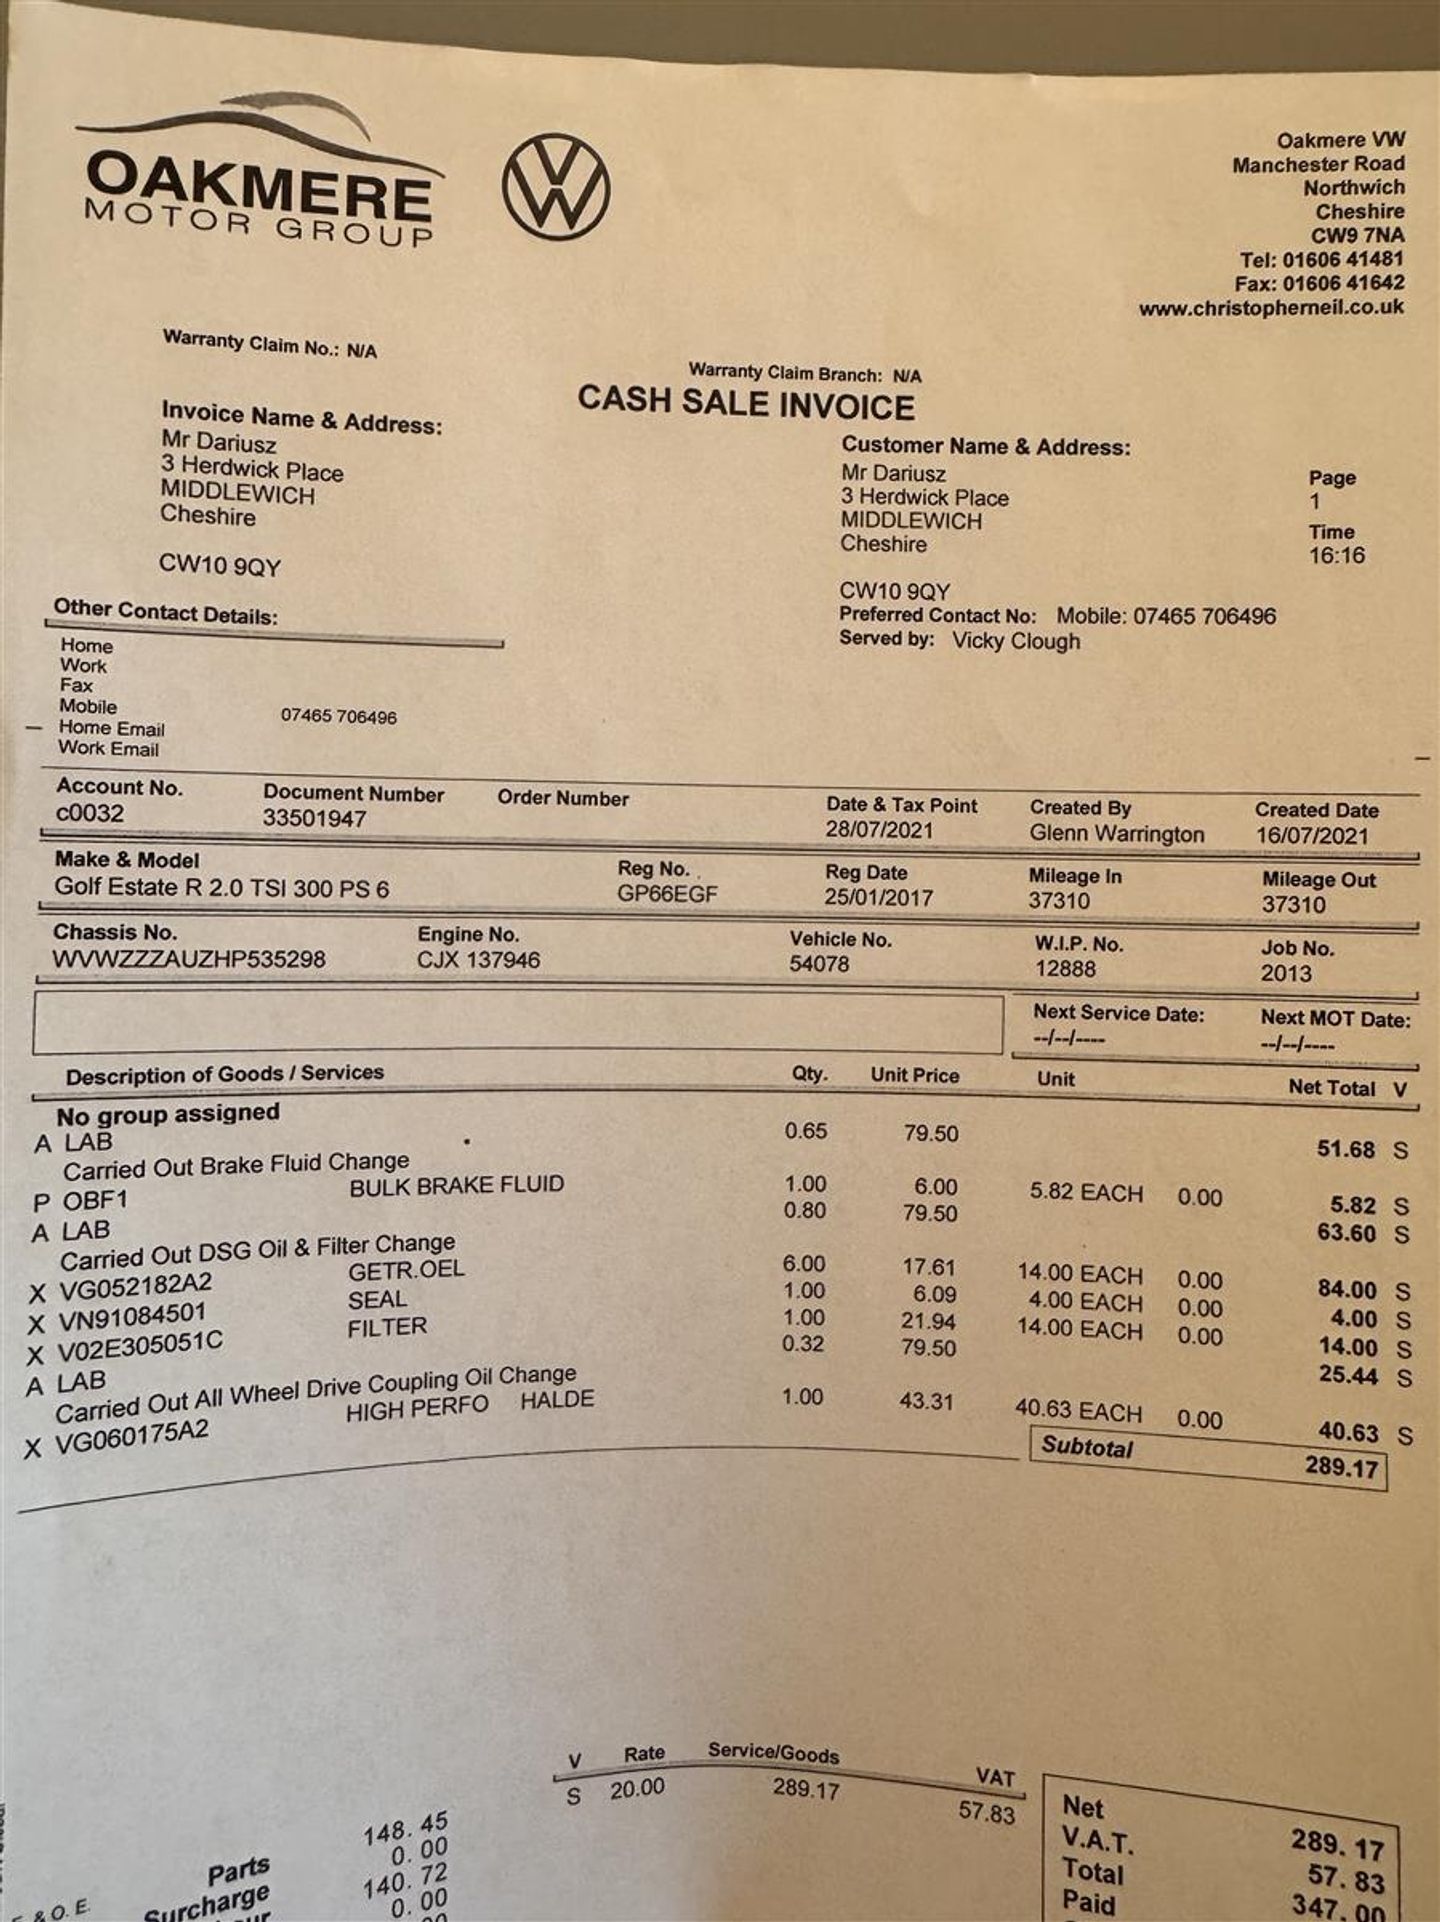 OAKMERE
MOTOR GROUP
Oakmere VW
Manchester Road
Northwich
Cheshire
CW9 7NA
Tel: 01606 41481
Fax: 01606 41642
www.christopherneil.co.uk
Warranty Claim No.: N/A
Warranty Claim Branch: N/A
CASH SALE INVOICE
Invoice Name & Address:
Mr Dariusz
3 Herdwick Place
MIDDLEWICH
Cheshire
CW10 9QY
Customer Name & Address:
Mr Dariusz
3 Herdwick Place
MIDDLEWICH
Cheshire
CW10 9QY
Page
1
Time
16:16
Preferred Contact No: Mobile: 07465 706496
Served by: Vicky Clough
Other Contact Details:
Home
Work
Fax
Mobile 07465 706496
Home Email
Work Email
Account No. Document Number Order Number Date & Tax Point Created By Created Date
c0032 33501947 28/07/2021 Glenn Warrington 16/07/2021
Make & Model Reg No. Reg Date Mileage In Mileage Out
Golf Estate R 2.0 TSI 300 PS 6 GP66EGF 25/01/2017 37310 37310
Chassis No. Engine No. Vehicle No. W.I.P. No. Job No.
WVWZZZAUZHP535298 CJX 137946 54078 12888 2013
Next Service Date: Next MOT Date:
--/--/---- --/--/----
Description of Goods / Services Qty. Unit Price Unit Net Total V
No group assigned
A LAB 0.65 79.50 51.68 S
Carried Out Brake Fluid Change
P OBF1 BULK BRAKE FLUID 1.00 6.00 5.82 EACH 0.00 5.82 S
A LAB 0.80 79.50 63.60 S
Carried Out DSG Oil & Filter Change
X VG052182A2 GETR.OEL 6.00 17.61 14.00 EACH 0.00 84.00 S
X VN91084501 SEAL 1.00 6.09 4.00 EACH 0.00 4.00 S
X V02E305051C FILTER 1.00 21.94 14.00 EACH 0.00 14.00 S
A LAB 0.32 79.50 25.44 S
Carried Out All Wheel Drive Coupling Oil Change
X VG060175A2 HIGH PERFO HALDE 1.00 43.31 40.63 EACH 0.00 40.63 S
Subtotal 289.17
V Rate Service/Goods VAT
S 20.00 289.17 57.83
Parts 148.45
Surcharge 0.00
140.72
0.00
Net 289.17
V.A.T. 57.83
Total 347.00
Paid
& O.E.